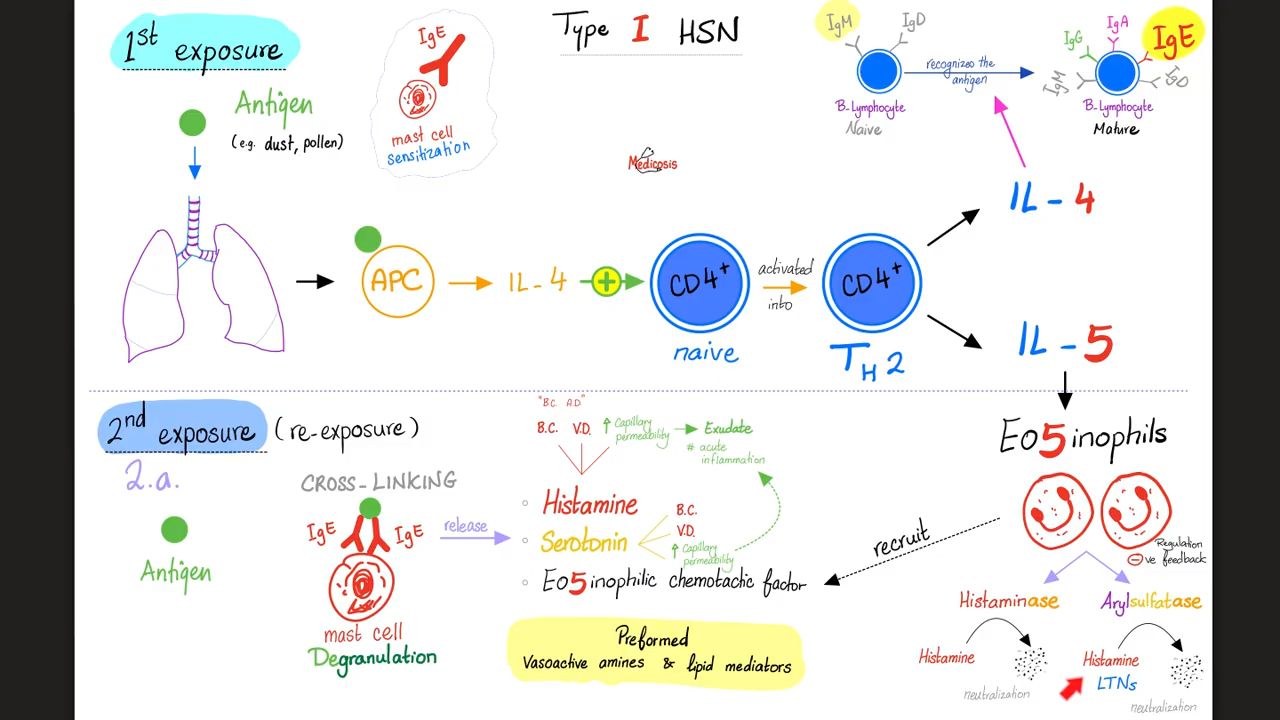 1st exposure
Type I HSN
Antigen
(e.g. dust, pollen)
IgE
mast cell
sensitization
IgM
IgD
B-Lymphocyte
Naive
recognized the
antigen
IgM
IgG
IgA
IgE
IgD
B-Lymphocyte
Mature
Medicosis
APC
IL-4
+
CD4+
naive
activated
into
CD4+
TH2
IL-4
IL-5
2nd exposure (re-exposure)
2.a.
Antigen
CROSS-LINKING
IgE
IgE
mast cell
Degranulation
release
"B.C. A.D."
B.C.
V.D.
↑ Capillary
permeability
Exudate
# acute
inflammation
Histamine
Serotonin
B.C.
V.D.
↑ Capillary
permeability
Eo5inophilic chemotactic factor
Preformed
Vasoactive amines & lipid mediators
Eo5inophils
recruit
Regulation
-ve feedback
Histaminase
Arylsulfatase
Histamine
neutralization
Histamine
LTNs
neutralization